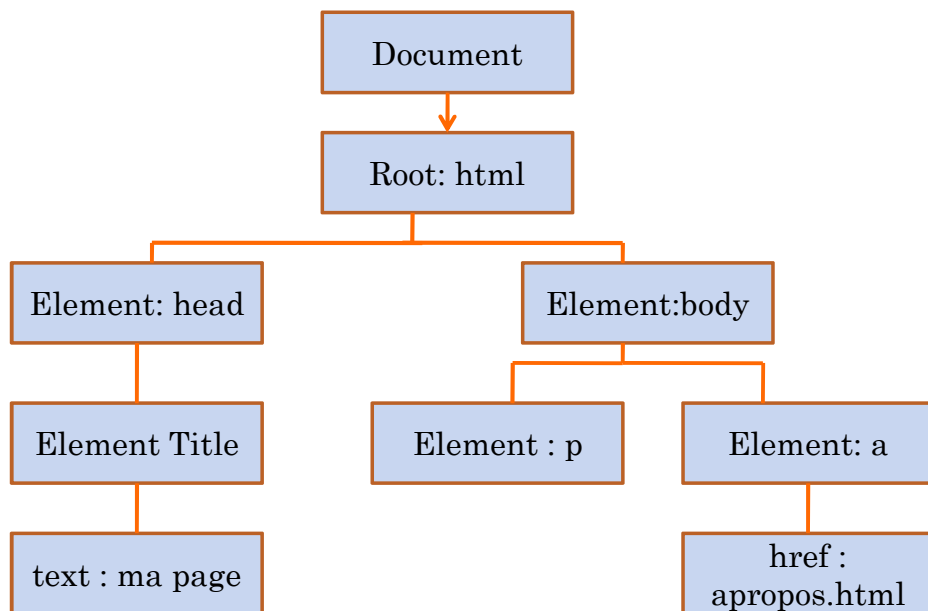 Document
Root: html
Element: head
Element:body
Element Title
Element : p
Element: a
text : ma page
href :
apropos.html